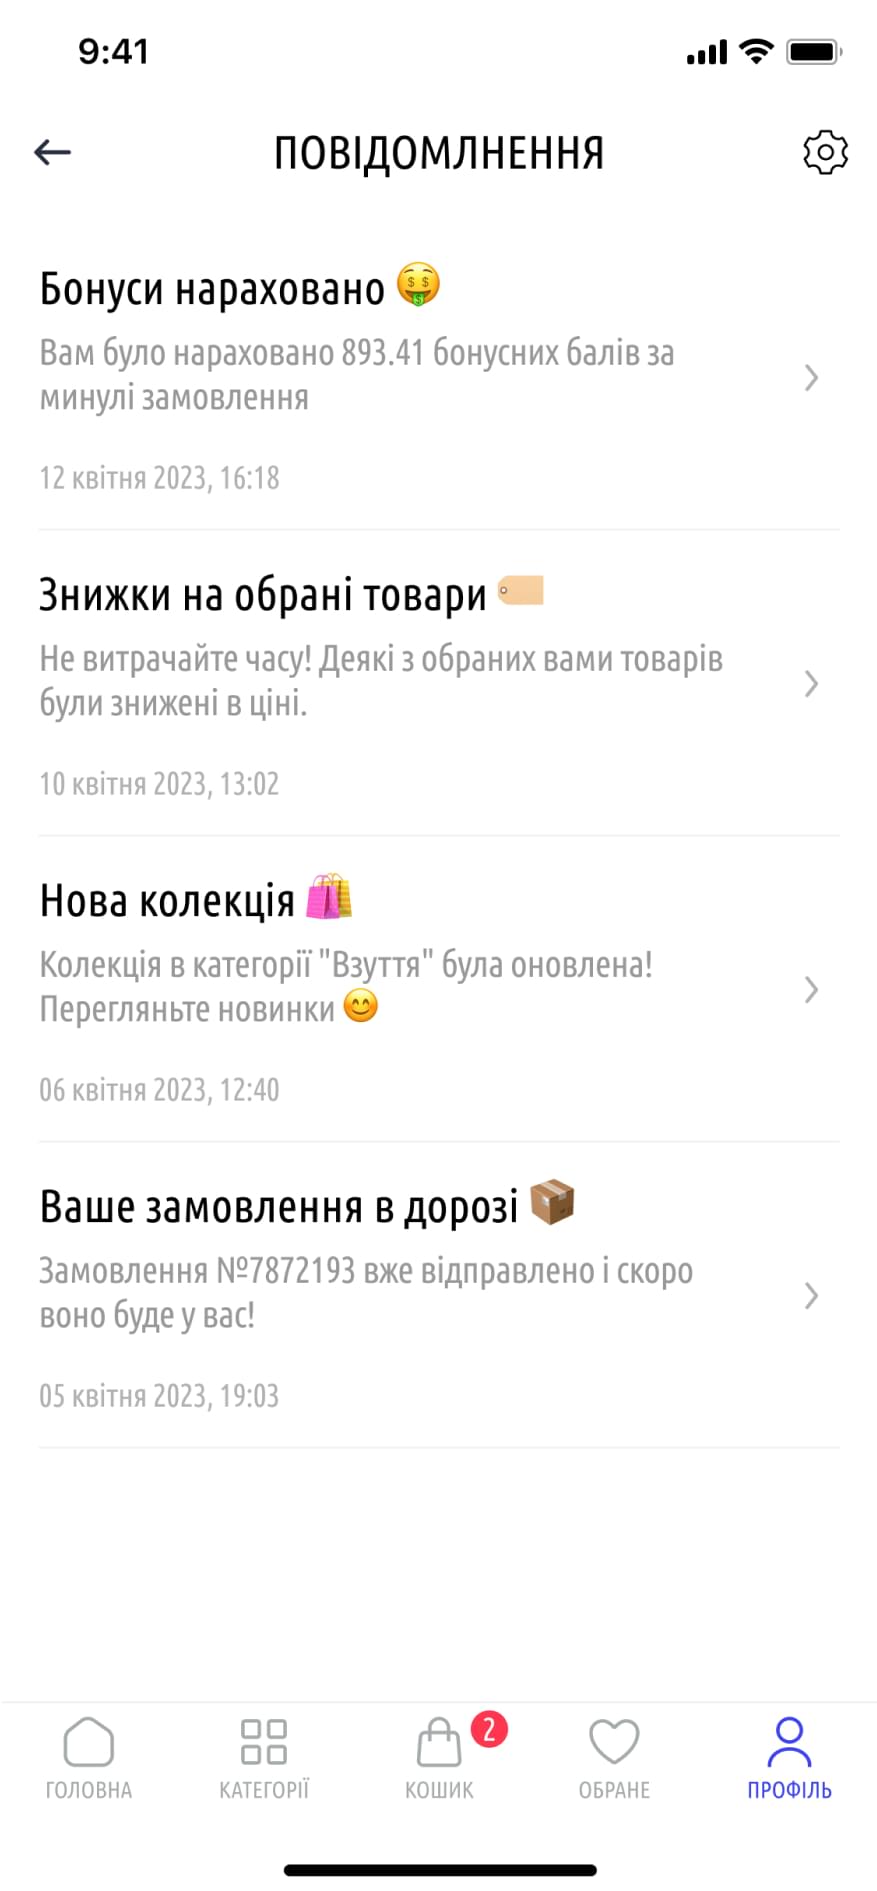 9:41
ПОВІДОМЛНЕННЯ
Бонуси нараховано 🤑
Вам було нараховано 893.41 бонусних балів за
минулі замовлення
12 квітня 2023, 16:18
Знижки на обрані товари 🏷️
Не витрачайте часу! Деякі з обраних вами товарів
були знижені в ціні.
10 квітня 2023, 13:02
Нова колекція 🛍️
Колекція в категорії "Взуття" була оновлена!
Перегляньте новинки 😊
06 квітня 2023, 12:40
Ваше замовлення в дорозі 📦
Замовлення №7872193 вже відправлено і скоро
воно буде у вас!
05 квітня 2023, 19:03
2
ГОЛОВНА КАТЕГОРІЇ КОШИК ОБРАНЕ ПРОФІЛЬ